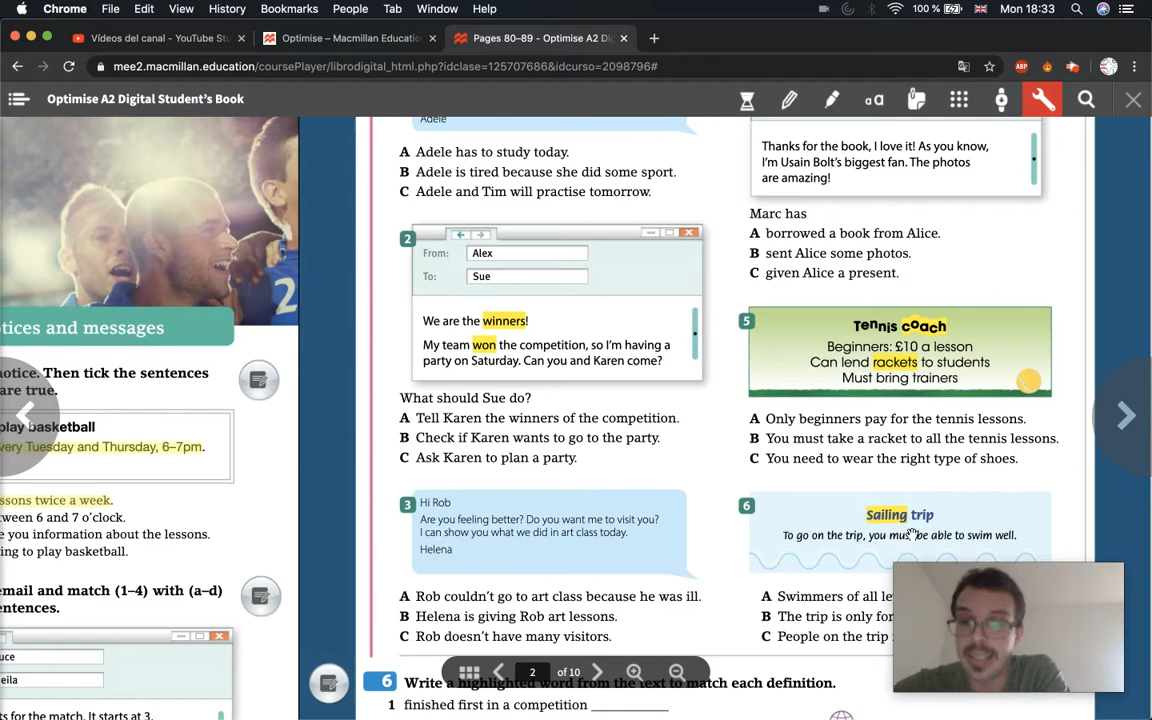 Chrome File Edit View History Bookmarks People Tab Window Help 100 % Mon 18:33
Vídeos del canal - YouTube St
Optimise – Macmillan Educatio
Pages 80–89 - Optimise A2 Di
mee2.macmillan.education/coursePlayer/librodigital_html.php?idclase=125707686&idcurso=2098796#
ABP
Optimise A2 Digital Student's Book
aa
otices and messages
notice. Then tick the sentences
are true.
play basketball
very Tuesday and Thursday, 6–7pm.
ssons twice a week.
tween 6 and 7 o'clock.
e you information about the lessons.
ing to play basketball.
email and match (1–4) with (a–d)
entences.
uce
eila
ts for the match. It starts at 3.
Adele
A Adele has to study today.
B Adele is tired because she did some sport.
C Adele and Tim will practise tomorrow.
2
From: Alex
To: Sue
We are the winners!
My team won the competition, so I'm having a
party on Saturday. Can you and Karen come?
What should Sue do?
A Tell Karen the winners of the competition.
B Check if Karen wants to go to the party.
C Ask Karen to plan a party.
3
Hi Rob
Are you feeling better? Do you want me to visit you?
I can show you what we did in art class today.
Helena
A Rob couldn't go to art class because he was ill.
B Helena is giving Rob art lessons.
C Rob doesn't have many visitors.
Thanks for the book, I love it! As you know,
I'm Usain Bolt's biggest fan. The photos
are amazing!
Marc has
A borrowed a book from Alice.
B sent Alice some photos.
C given Alice a present.
5
Tennis coach
Beginners: £10 a lesson
Can lend rackets to students
Must bring trainers
A Only beginners pay for the tennis lessons.
B You must take a racket to all the tennis lessons.
C You need to wear the right type of shoes.
6
Sailing trip
To go on the trip, you must be able to swim well.
A Swimmers of all le
B The trip is only for
C People on the trip
2 of 10
6 Write a highlighted word from the text to match each definition.
1 finished first in a competition